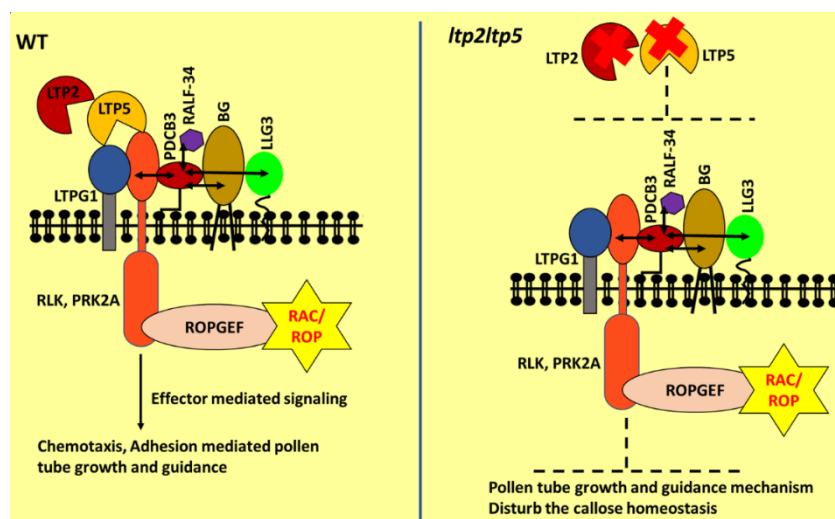 WT
LTP2
LTP5
PDCB3
RALF-34
BG
LLG3
LTPG1
RLK, PRK2A
ROPGEF
RAC/
ROP
Effector mediated signaling
Chemotaxis, Adhesion mediated pollen
tube growth and guidance
ltp2ltp5
LTP2
LTP5
PDCB3
RALF-34
BG
LLG3
LTPG1
RLK, PRK2A
ROPGEF
RAC/
ROP
Pollen tube growth and guidance mechanism
Disturb the callose homeostasis